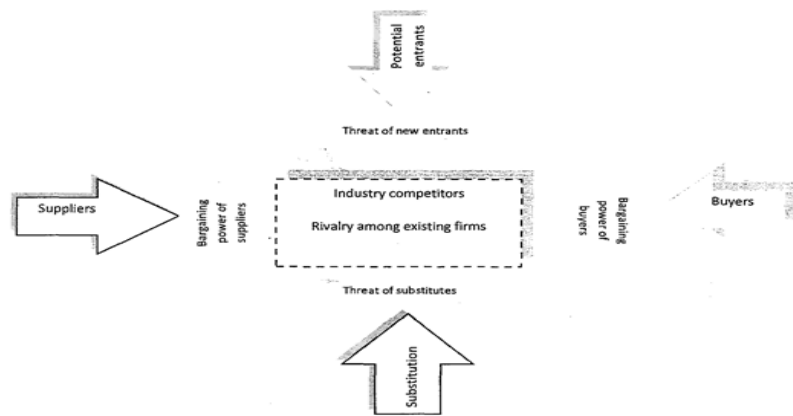 Potential
entrants
Threat of new entrants
Suppliers
Bargaining
power of
suppliers
Industry competitors
Rivalry among existing firms
Bargaining
power of
buyers
Buyers
Threat of substitutes
Substitution